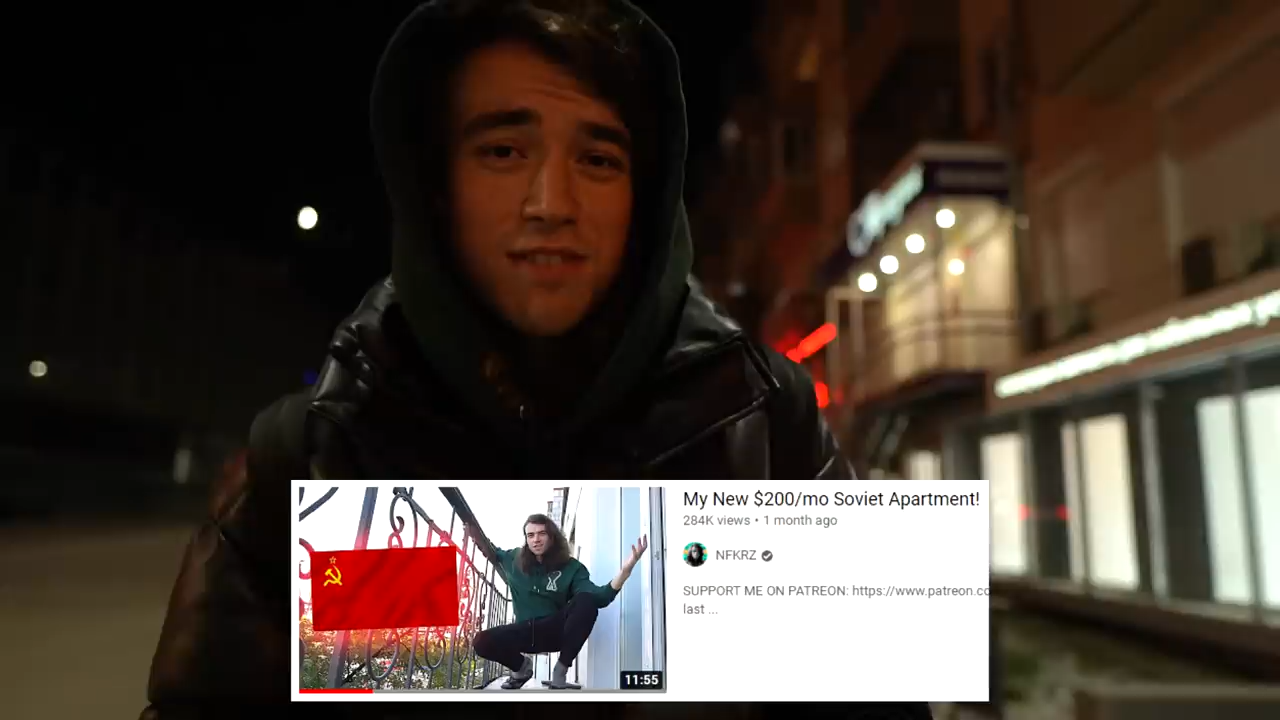 My New $200/mo Soviet Apartment!
284K views • 1 month ago
NFKRZ
SUPPORT ME ON PATREON: https://www.patreon.co
last ...
11:55